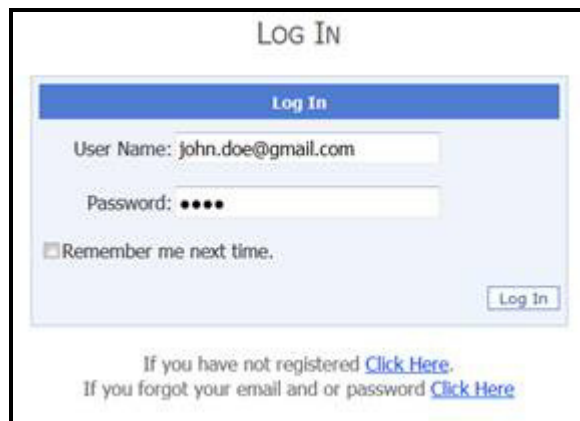 LOG IN
Log In
User Name: john.doe@gmail.com
Password: ••••
Remember me next time.
Log In
If you have not registered Click Here.
If you forgot your email and or password Click Here